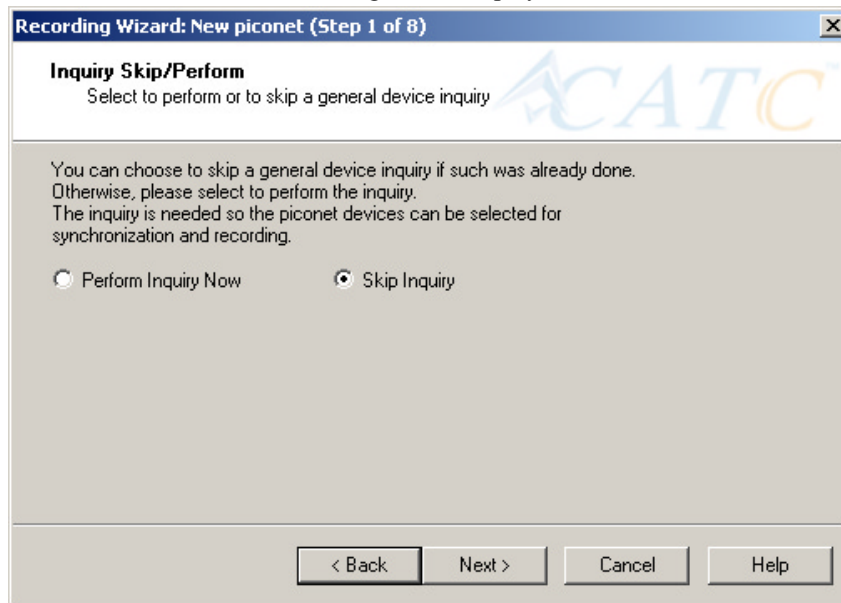 Recording Wizard: New piconet (Step 1 of 8)
Inquiry Skip/Perform
Select to perform or to skip a general device inquiry
CATC
You can choose to skip a general device inquiry if such was already done.
Otherwise, please select to perform the inquiry.
The inquiry is needed so the piconet devices can be selected for
synchronization and recording.
Perform Inquiry Now
Skip Inquiry
< Back
Next >
Cancel
Help